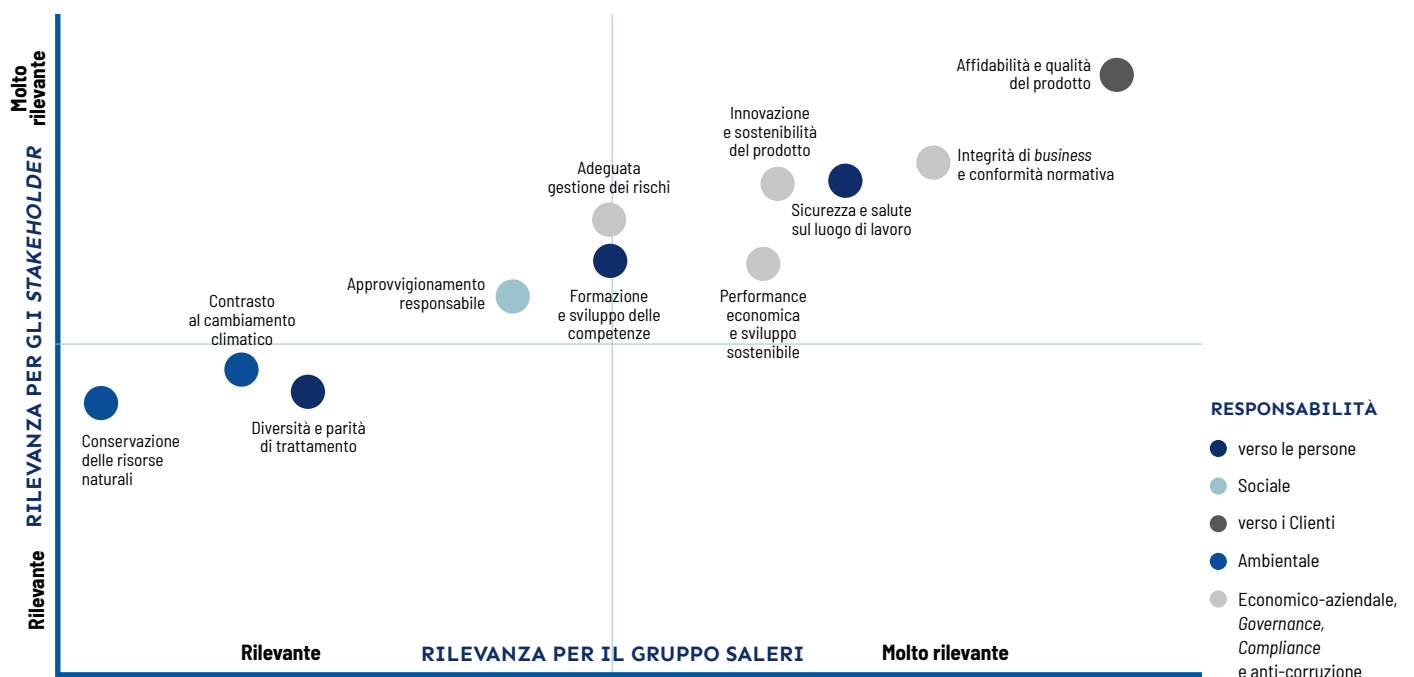 Molto
rilevante
RILEVANZA PER GLI STAKEHOLDER
Rilevante
Affidabilità e qualità
del prodotto
Innovazione
e sostenibilità
del prodotto
Integrità di business
e conformità normativa
Adeguata
gestione dei rischi
Sicurezza e salute
sul luogo di lavoro
Approvvigionamento
responsabile
Formazione
e sviluppo delle
competenze
Performance
economica
e sviluppo
sostenibile
Contrasto
al cambiamento
climatico
Diversità e parità
di trattamento
Conservazione
delle risorse
naturali
Rilevante
RILEVANZA PER IL GRUPPO SALERI
Molto rilevante
RESPONSABILITÀ
verso le persone
Sociale
verso i Clienti
Ambientale
Economico-aziendale,
Governance,
Compliance
e anti-corruzione